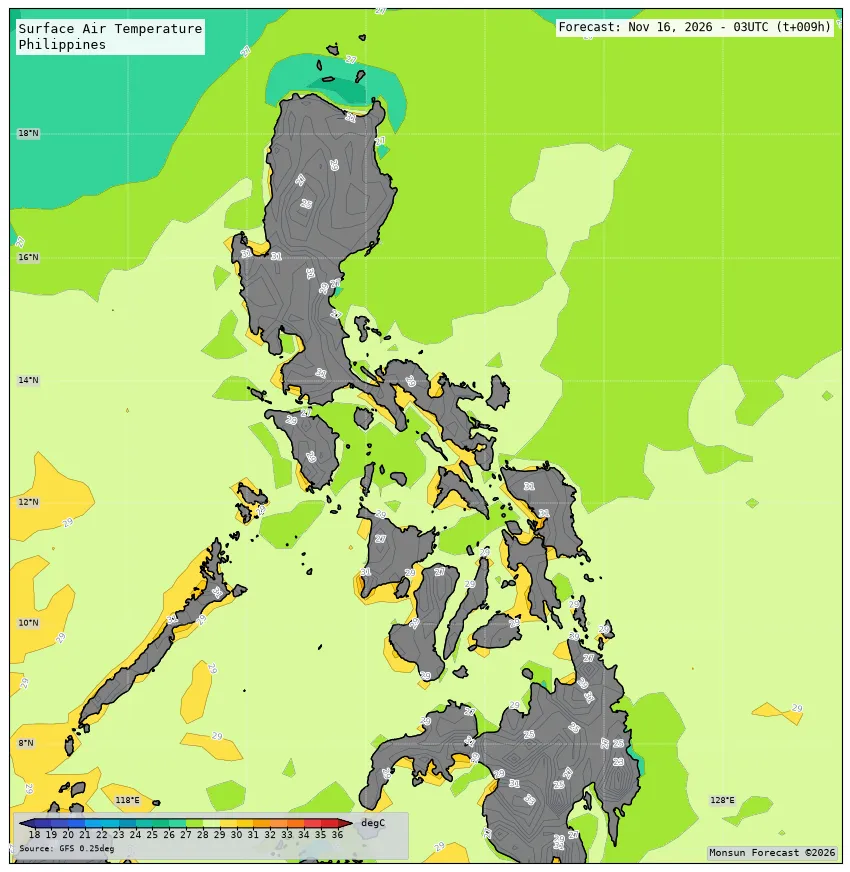 Surface Air Temperature
Philippines
Forecast: Nov 16, 2026 - 03UTC (t+009h)
18°N
16°N
14°N
12°N
10°N
8°N
118°E
128°E
18 19 20 21 22 23 24 25 26 27 28 29 30 31 32 33 34 35 36
degC
Source: GFS 0.25deg
Monsun Forecast ©2026